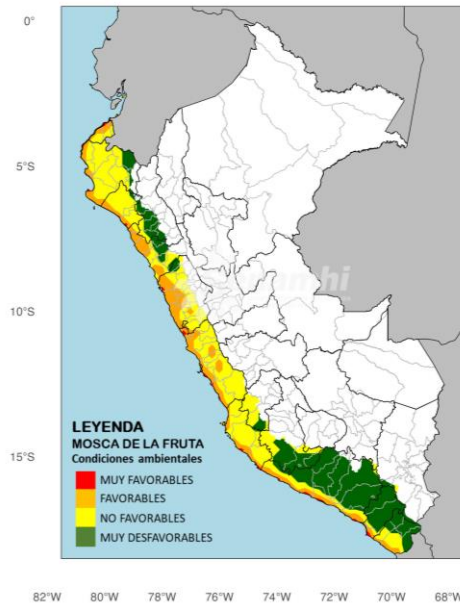 0°
5°S
10°S
15°S
LEYENDA
MOSCA DE LA FRUTA
Condiciones ambientales
MUY FAVORABLES
FAVORABLES
NO FAVORABLES
MUY DESFAVORABLES
82°W 80°W 78°W 76°W 74°W 72°W 70°W 68°W